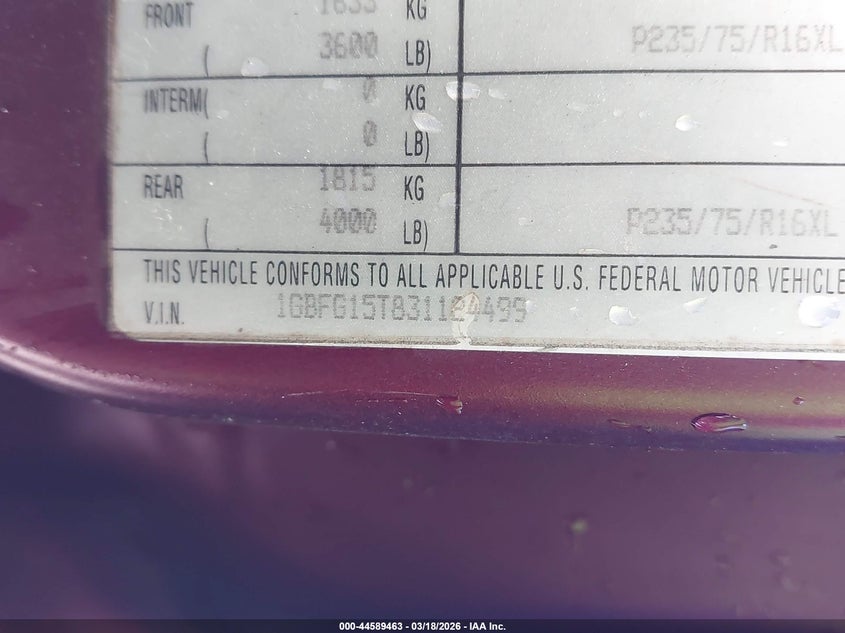 FRONT 1633 KG
( 3600 LB) P235/75/R16XL
INTERM( 0 KG
( 0 LB)
REAR 1815 KG
( 4000 LB) P235/75/R16XL
THIS VEHICLE CONFORMS TO ALL APPLICABLE U.S. FEDERAL MOTOR VEHICLE
V.I.N. 1GBFG15T831184499
000-44589463 - 03/18/2026 - IAA Inc.